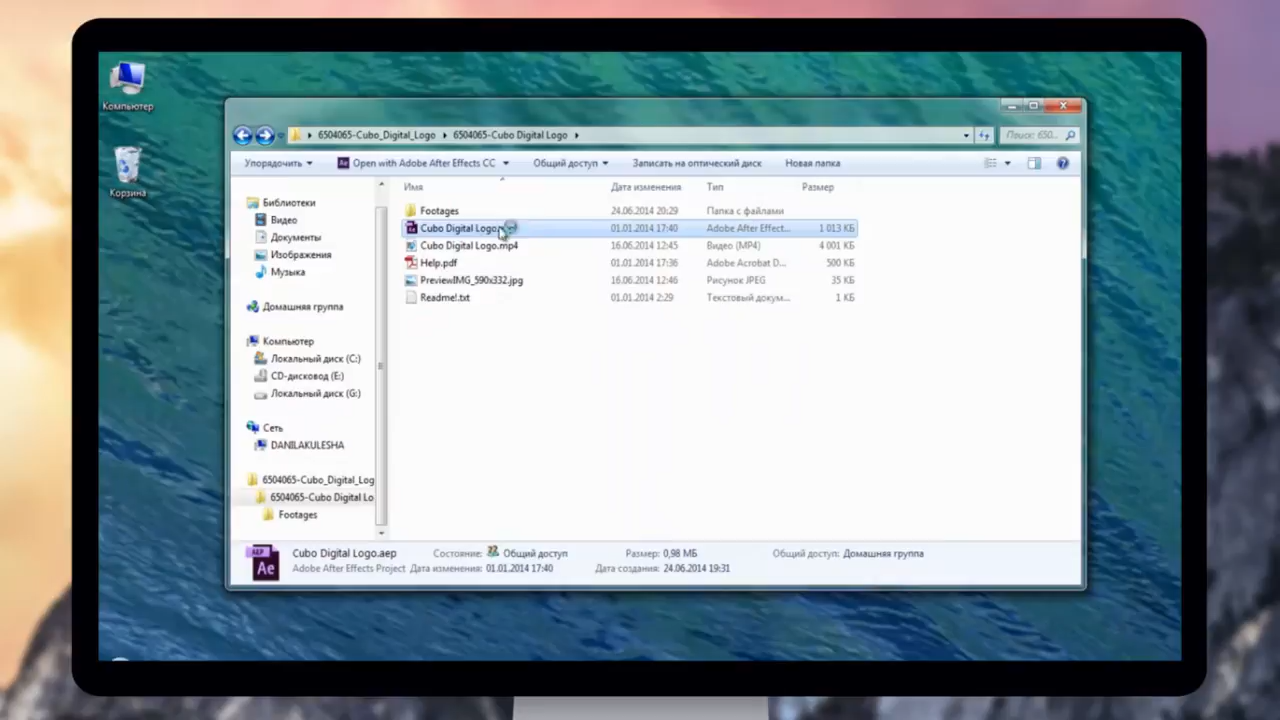 Компьютер
Корзина
6504065-Cubo_Digital_Logo
6504065-Cubo Digital Logo
Поиск: 650...
Упорядочить
Open with Adobe After Effects CC
Общий доступ
Записать на оптический диск
Новая папка
Имя Дата изменения Тип Размер
Footages 24.06.2014 20:29 Папка с файлами
Cubo Digital Logo 01.01.2014 17:40 Adobe After Effect... 1 013 КБ
Cubo Digital Logo.mp4 16.06.2014 12:45 Видео (MP4) 4 001 КБ
Help.pdf 01.01.2014 17:36 Adobe Acrobat D... 500 КБ
PreviewIMG_590x332.jpg 16.06.2014 12:46 Рисунок JPEG 35 КБ
Readme!.txt 01.01.2014 2:29 Текстовый докум... 1 КБ
Библиотеки
Видео
Документы
Изображения
Музыка
Домашняя группа
Компьютер
Локальный диск (C:)
CD-дисковод (E:)
Локальный диск (G:)
Сеть
DANILAKULESHA
6504065-Cubo_Digital_Log
6504065-Cubo Digital Lo
Footages
AEP
Ae
Cubo Digital Logo.aep Состояние: Общий доступ Размер: 0,98 МБ Общий доступ: Домашняя группа
Adobe After Effects Project Дата изменения: 01.01.2014 17:40 Дата создания: 24.06.2014 19:31